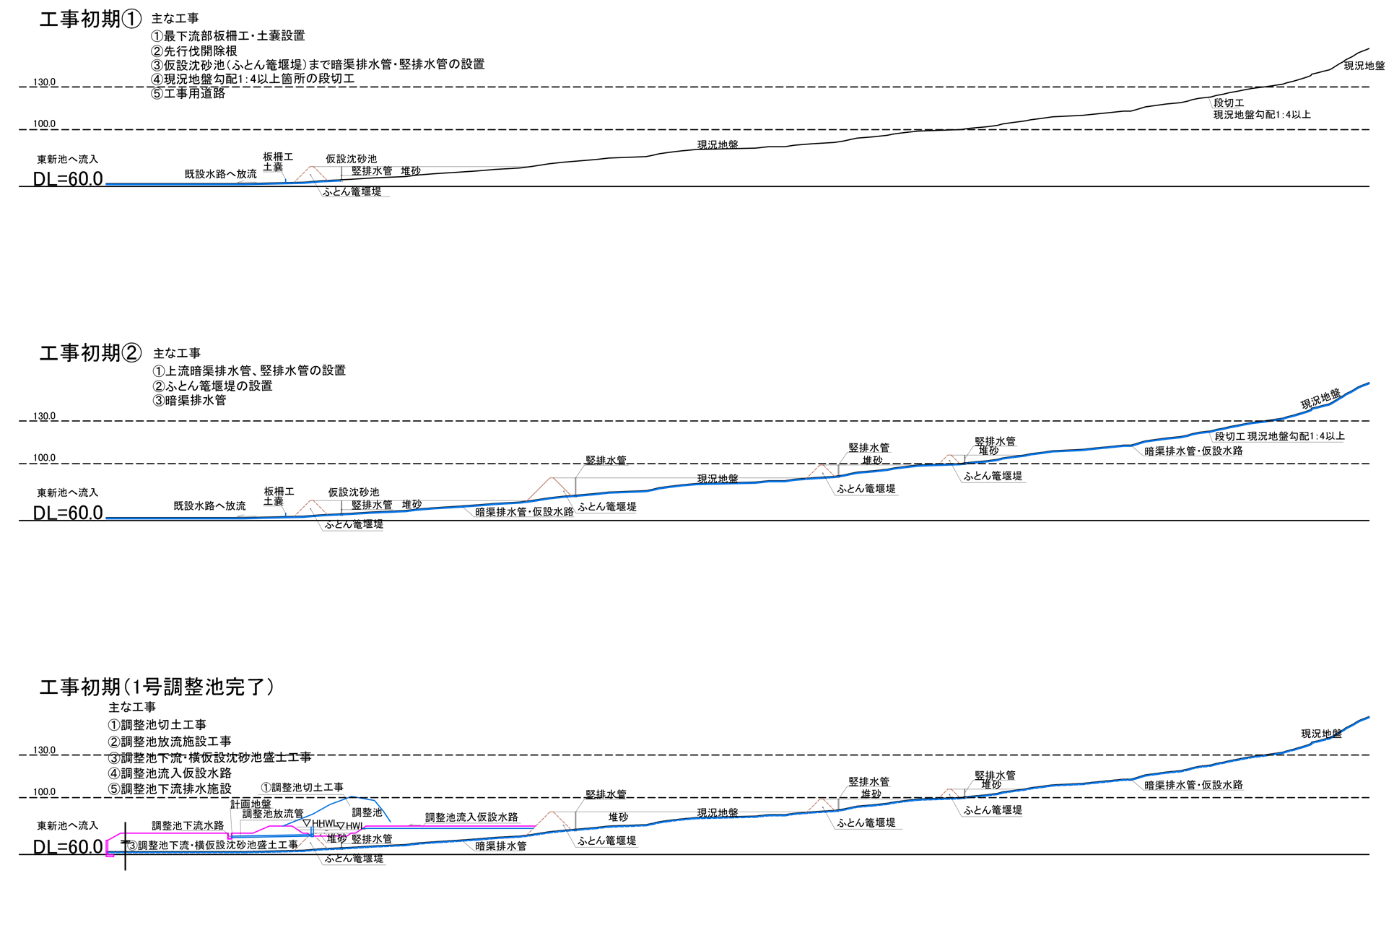 工事初期①
主な工事
①最下流部板柵工・土嚢設置
②先行伐開除根
③仮設沈砂池（ふとん篭堰堤）まで暗渠排水管・竪排水管の設置
④現況地盤勾配1：4以上箇所の段切工
⑤工事用道路
現況地盤
130.0
段切工
現況地盤勾配1：4以上
100.0
現況地盤
東新池へ流入
板柵工
土嚢
仮設沈砂池
既設水路へ放流
竪排水管
堆砂
DL=60.0
ふとん篭堰堤
工事初期②
主な工事
①上流暗渠排水管、竪排水管の設置
②ふとん篭堰堤の設置
③暗渠排水管
現況地盤
130.0
段切工 現況地盤勾配1：4以上
竪排水管
堆砂
竪排水管
堆砂
暗渠排水管・仮設水路
100.0
竪排水管
現況地盤
ふとん篭堰堤
ふとん篭堰堤
東新池へ流入
板柵工
土嚢
仮設沈砂池
既設水路へ放流
竪排水管
堆砂
ふとん篭堰堤
暗渠排水管・仮設水路
DL=60.0
ふとん篭堰堤
工事初期（1号調整池完了）
主な工事
①調整池切土工事
②調整池放流施設工事
③調整池下流・横仮設沈砂池盛土工事
④調整池流入仮設水路
⑤調整池下流排水施設
現況地盤
130.0
竪排水管
堆砂
竪排水管
堆砂
暗渠排水管・仮設水路
100.0
①調整池切土工事
竪排水管
計画地盤
調整池放流管
調整池
調整池流入仮設水路
堆砂
現況地盤
ふとん篭堰堤
ふとん篭堰堤
東新池へ流入
調整池下流水路
▽HHWL
▽HWL
堆砂
竪排水管
ふとん篭堰堤
DL=60.0
③調整池下流・横仮設沈砂池盛土工事
暗渠排水管
ふとん篭堰堤